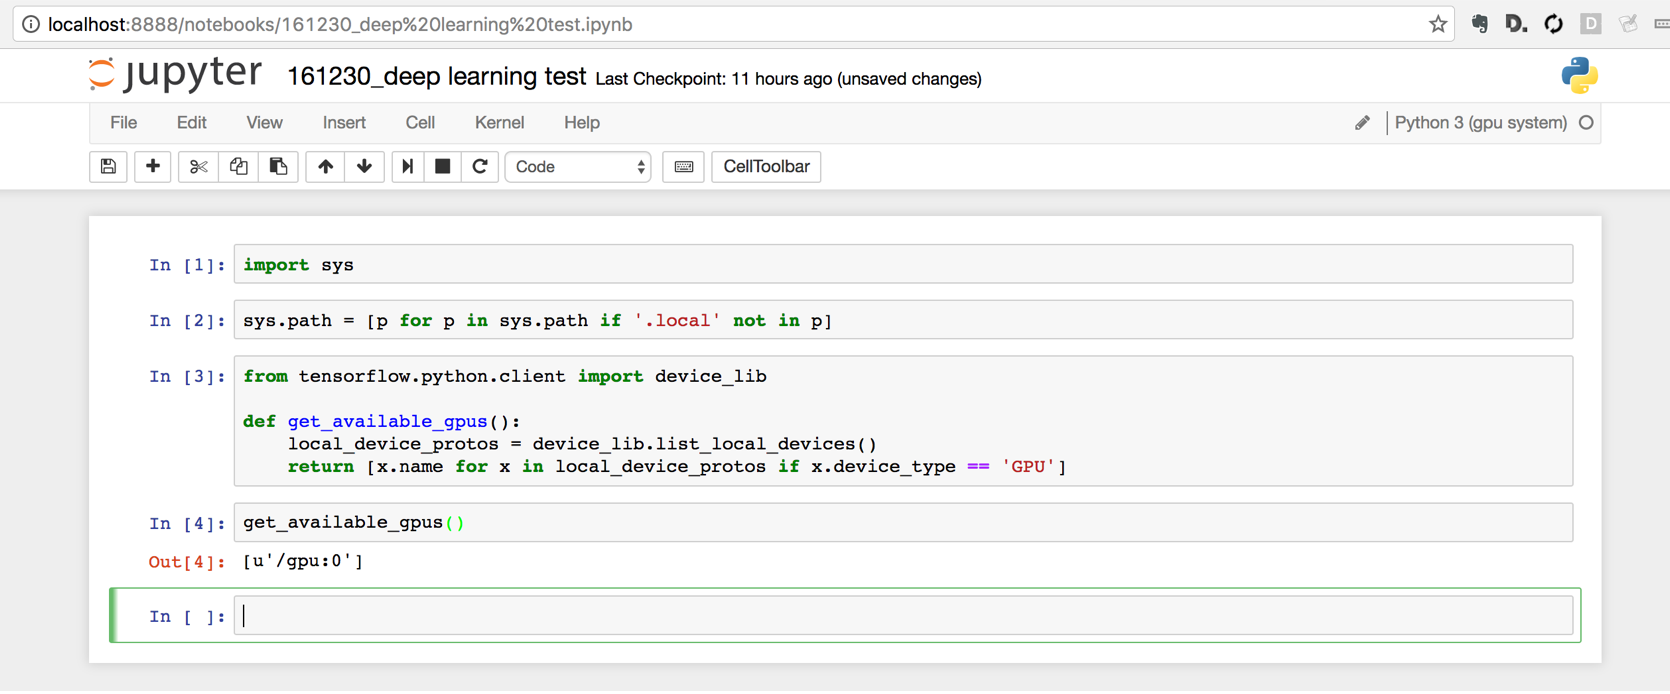 localhost:8888/notebooks/161230_deep%20learning%20test.ipynb
D.
D
jupyter 161230_deep learning test Last Checkpoint: 11 hours ago (unsaved changes)
File Edit View Insert Cell Kernel Help Python 3 (gpu system)
Code CellToolbar
In [1]: import sys
In [2]: sys.path = [p for p in sys.path if '.local' not in p]
In [3]: from tensorflow.python.client import device_lib
def get_available_gpus():
    local_device_protos = device_lib.list_local_devices()
    return [x.name for x in local_device_protos if x.device_type == 'GPU']
In [4]: get_available_gpus()
Out[4]: [u'/gpu:0']
In [ ]: